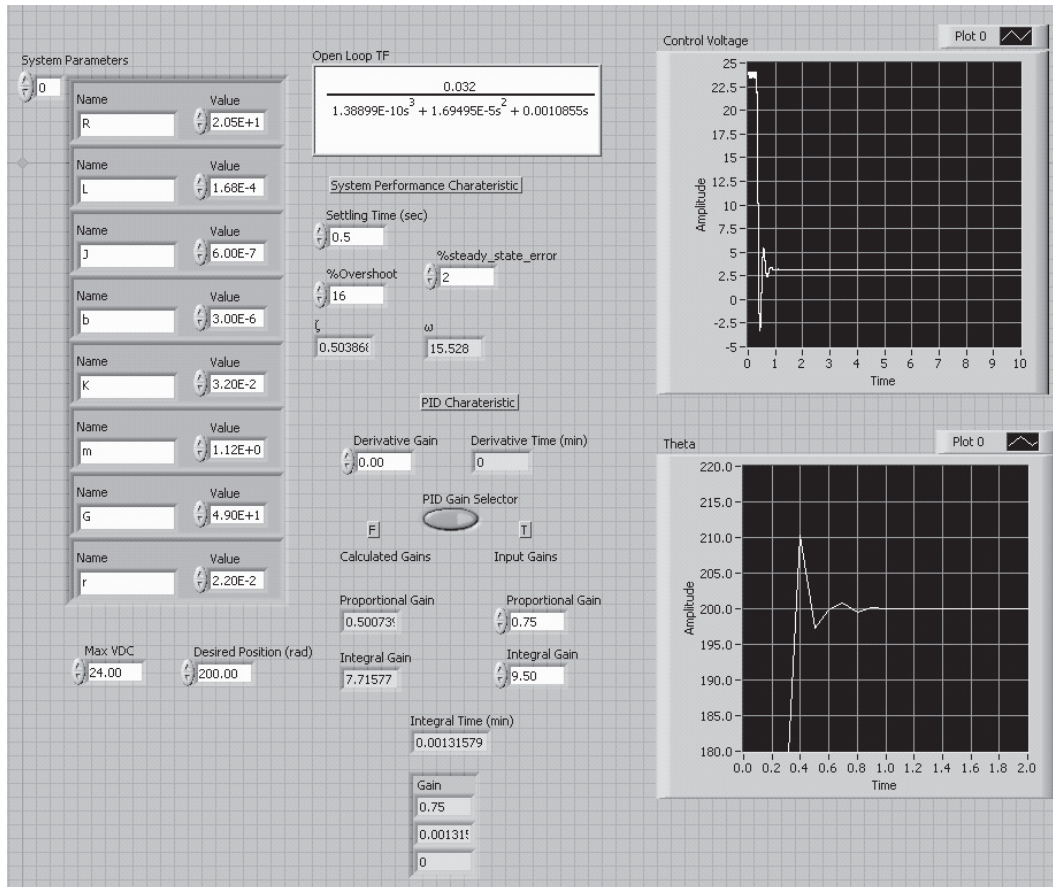 System Parameters
0
Name Value
R 2.05E+1
Name Value
L 1.68E-4
Name Value
J 6.00E-7
Name Value
b 3.00E-6
Name Value
K 3.20E-2
Name Value
m 1.12E+0
Name Value
G 4.90E+1
Name Value
r 2.20E-2
Max VDC
24.00
Desired Position (rad)
200.00
Open Loop TF
0.032
1.38899E-10s^3 + 1.69495E-5s^2 + 0.0010855s
System Performance Charateristic
Settling Time (sec)
0.5
%Overshoot
16
%steady_state_error
2
ζ
0.50386
ω
15.528
PID Charateristic
Derivative Gain
0.00
Derivative Time (min)
0
PID Gain Selector
F T
Calculated Gains
Input Gains
Proportional Gain
0.50073
Proportional Gain
0.75
Integral Gain
7.71577
Integral Gain
9.50
Integral Time (min)
0.00131579
Gain
0.75
0.00131
0
Control Voltage
Plot 0
25
22.5
20
17.5
15
12.5
10
7.5
5
2.5
0
-2.5
-5
Amplitude
0 1 2 3 4 5 6 7 8 9 10
Time
Theta
Plot 0
220.0
215.0
210.0
205.0
200.0
195.0
190.0
185.0
180.0
Amplitude
0.0 0.2 0.4 0.6 0.8 1.0 1.2 1.4 1.6 1.8 2.0
Time